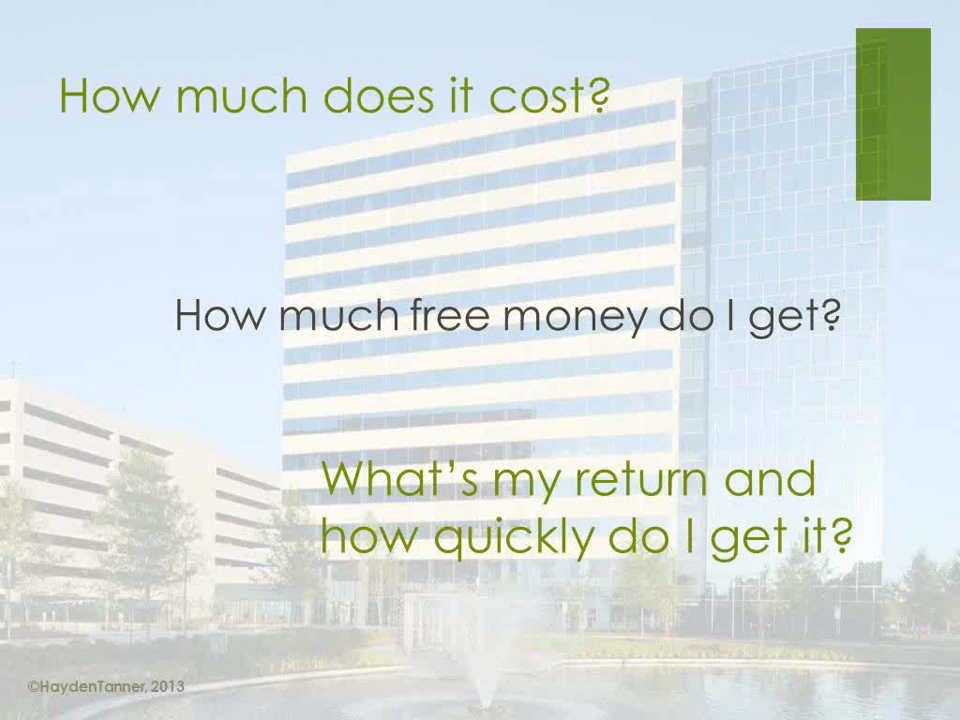 How much does it cost?
How much free money do I get?
What's my return and
how quickly do I get it?
©HaydenTanner, 2013